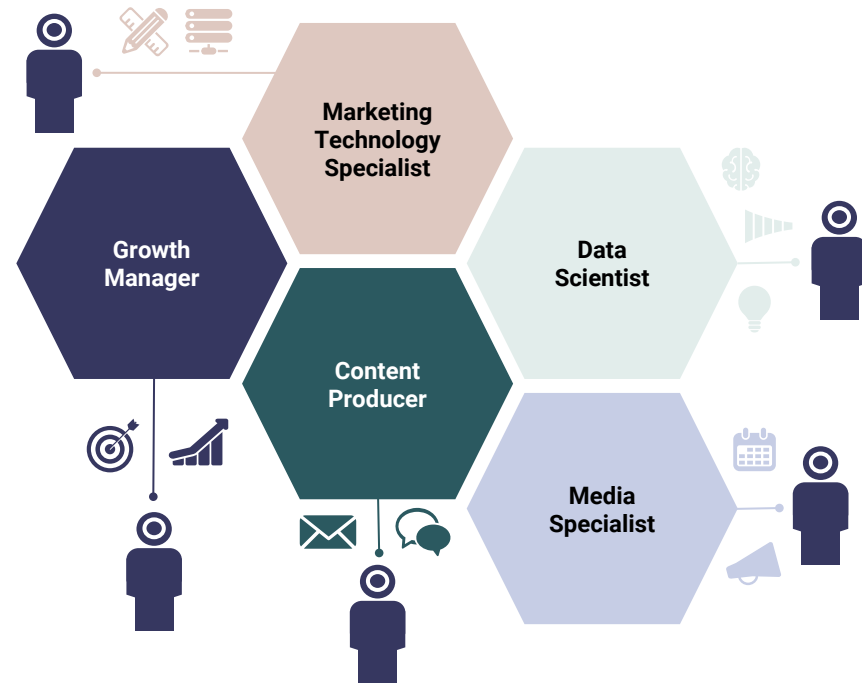 Marketing
Technology
Specialist
Growth
Manager
Data
Scientist
Content
Producer
Media
Specialist